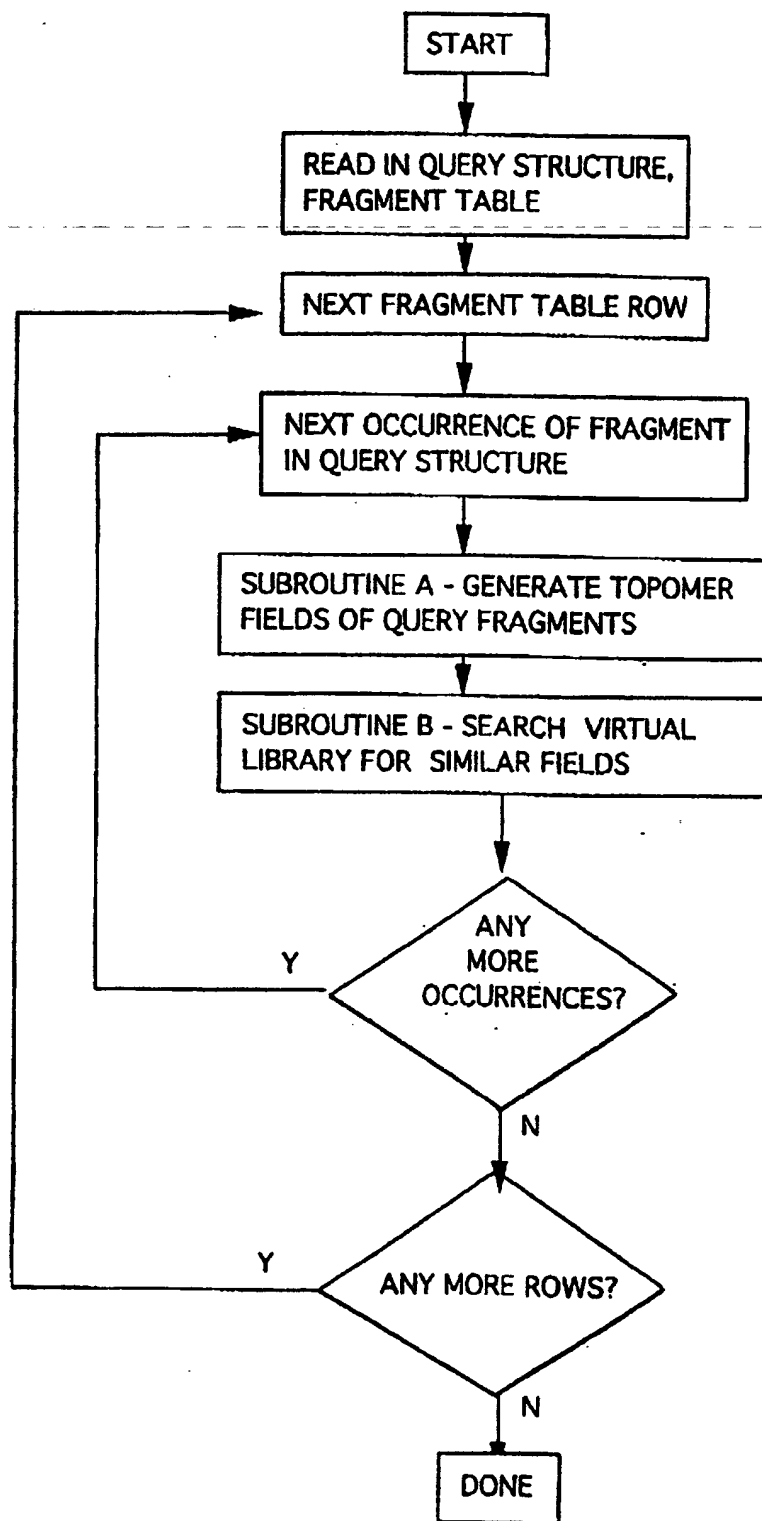 START
READ IN QUERY STRUCTURE,
FRAGMENT TABLE
NEXT FRAGMENT TABLE ROW
NEXT OCCURRENCE OF FRAGMENT
IN QUERY STRUCTURE
SUBROUTINE A - GENERATE TOPOMER
FIELDS OF QUERY FRAGMENTS
SUBROUTINE B - SEARCH VIRTUAL
LIBRARY FOR SIMILAR FIELDS
ANY
MORE
OCCURRENCES?
Y
N
ANY MORE ROWS?
Y
N
DONE